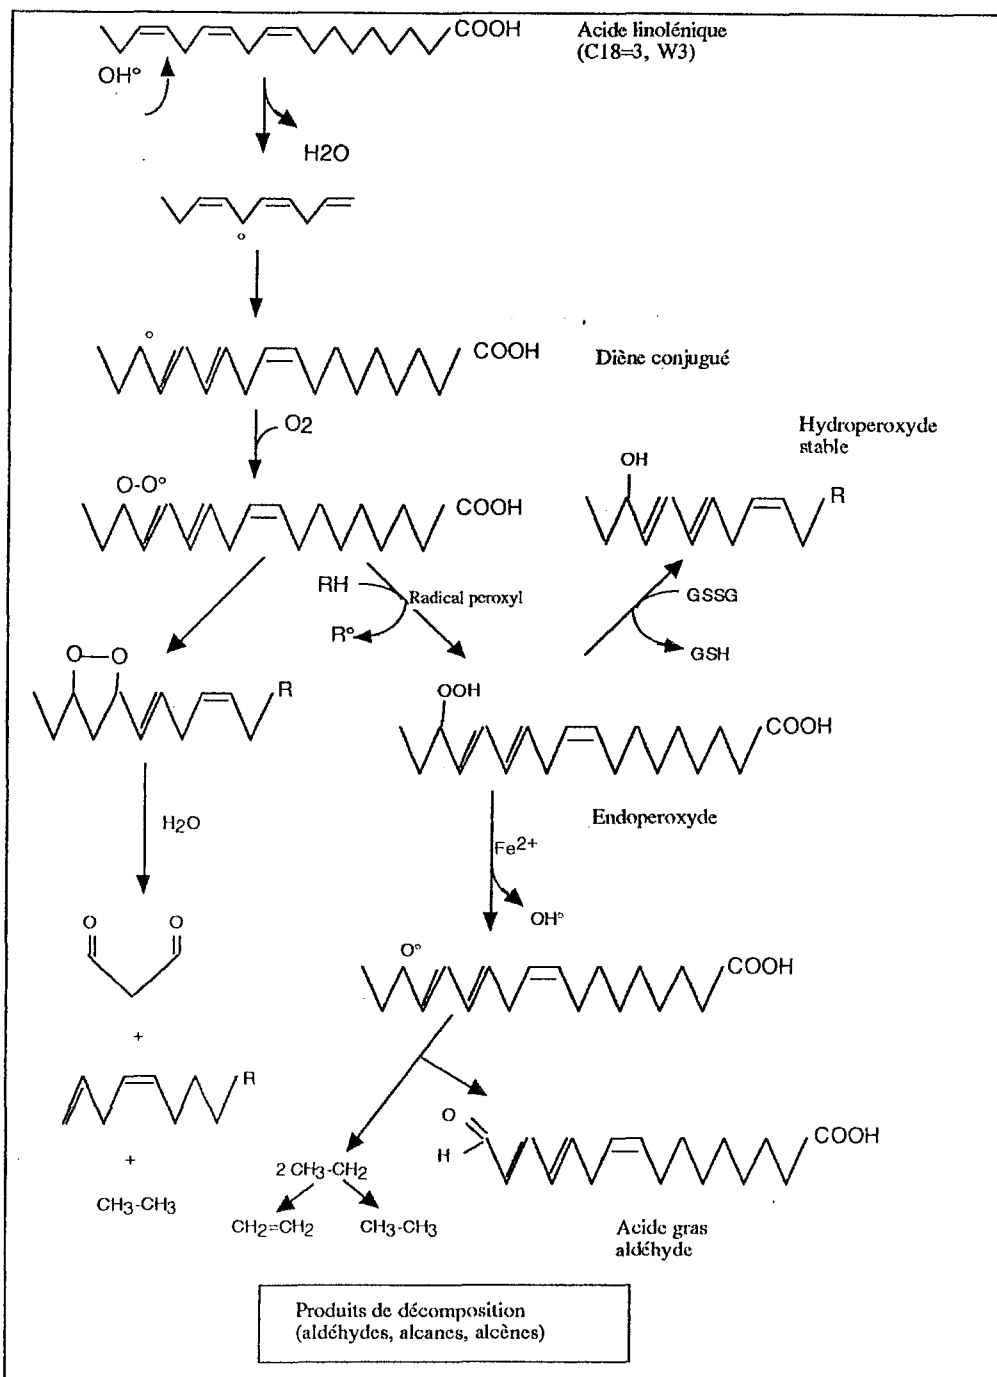 COOH
Acide linolénique
(C18=3, W3)
OH°
H2O
°
°
COOH
Diène conjugué
O2
Hydroperoxyde
stable
OH
R
O-O°
COOH
RH
Radical peroxyl
R°
GSSG
GSH
O—O
R
OOH
COOH
Endoperoxyde
H2O
Fe2+
OH°
O
O
O°
COOH
+
R
O
H
COOH
+
2 CH3-CH2
CH3-CH3
CH2=CH2
CH3-CH3
Acide gras
aldéhyde
Produits de décomposition
(aldéhydes, alcanes, alcènes)